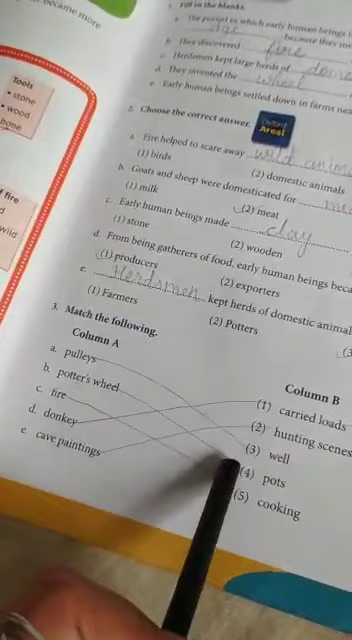 became more
1. Fill in the blanks.
a. The period in which early human beings
because they
b. They discovered fire
c. Herdsmen kept large herds of dome
d. They invented the wheel
e. Early human beings settled down in farms
Tools
• stone
• wood
bone
fire
wild
2. Choose the correct answer.
Areal
a. Fire helped to scare away wild anim
(1) birds (2) domestic animals
b. Goats and sheep were domesticated for me
(1) milk (2) meat
c. Early human beings made clay
(1) stone (2) wooden
d. From being gatherers of food, early human beings beca
(1) producers (2) exporters
e. Herdsmen kept herds of domestic animal
(1) Farmers (2) Potters (3
3. Match the following.
Column A Column B
a. pulleys (1) carried loads
b. potter's wheel (2) hunting scenes
c. fire (3) well
d. donkey (4) pots
e. cave paintings (5) cooking